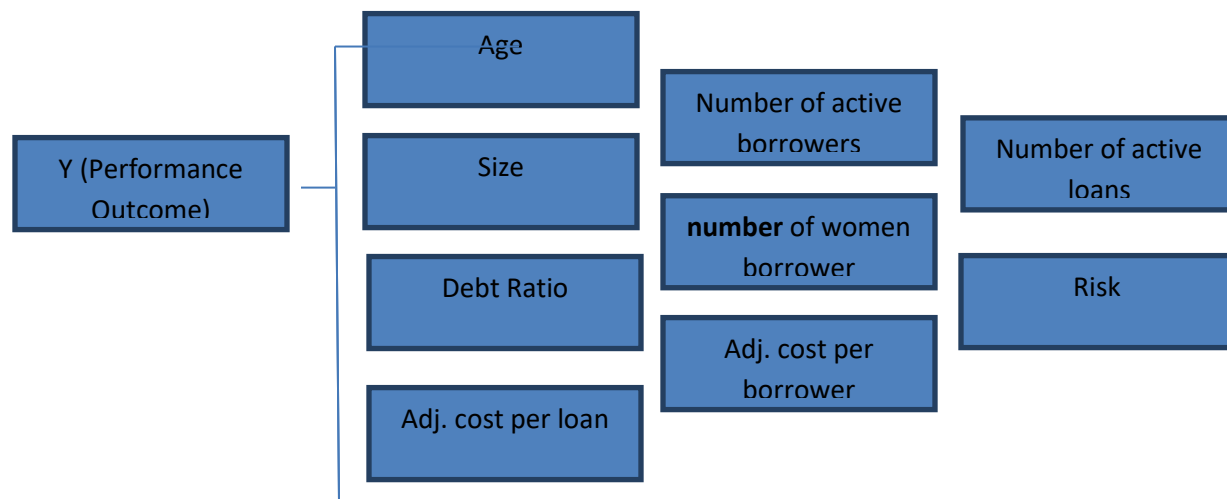 Y (Performance
Outcome)
Age
Size
Debt Ratio
Adj. cost per loan
Number of active
borrowers
number of women
borrower
Adj. cost per
borrower
Number of active
loans
Risk